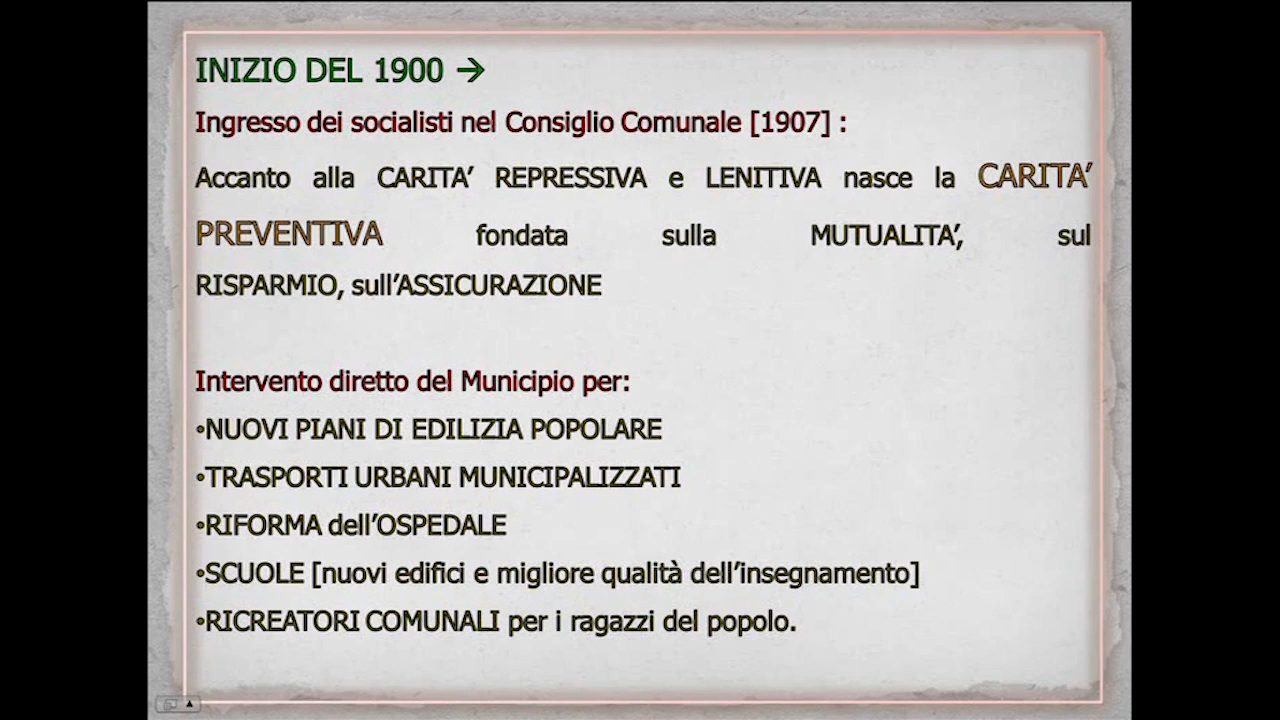 INIZIO DEL 1900 →
Ingresso dei socialisti nel Consiglio Comunale [1907] :
Accanto alla CARITA’ REPRESSIVA e LENITIVA nasce la CARITA’
PREVENTIVA fondata sulla MUTUALITA’, sul
RISPARMIO, sull’ASSICURAZIONE
Intervento diretto del Municipio per:
•NUOVI PIANI DI EDILIZIA POPOLARE
•TRASPORTI URBANI MUNICIPALIZZATI
•RIFORMA dell’OSPEDALE
•SCUOLE [nuovi edifici e migliore qualità dell’insegnamento]
•RICREATORI COMUNALI per i ragazzi del popolo.